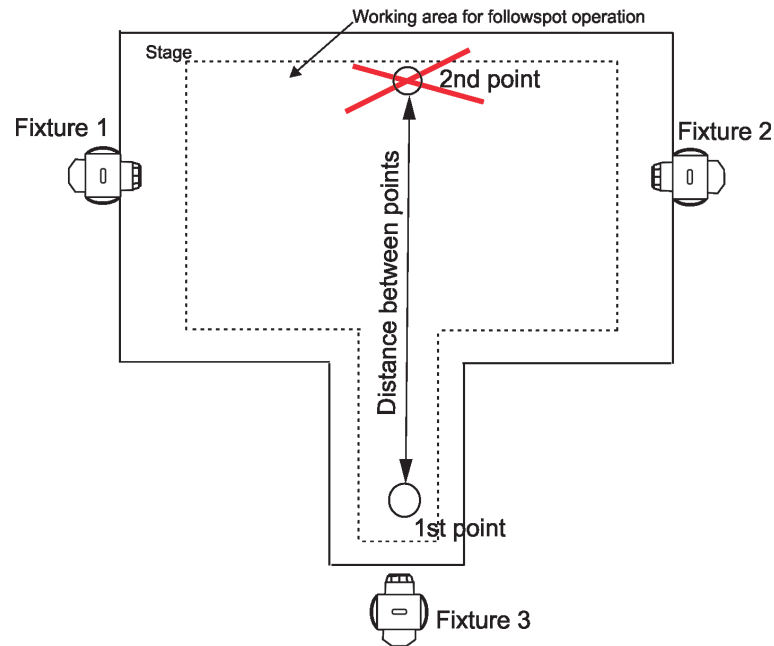 Working area for followspot operation
Stage
2nd point
Fixture 1
Fixture 2
Distance between points
1st point
Fixture 3